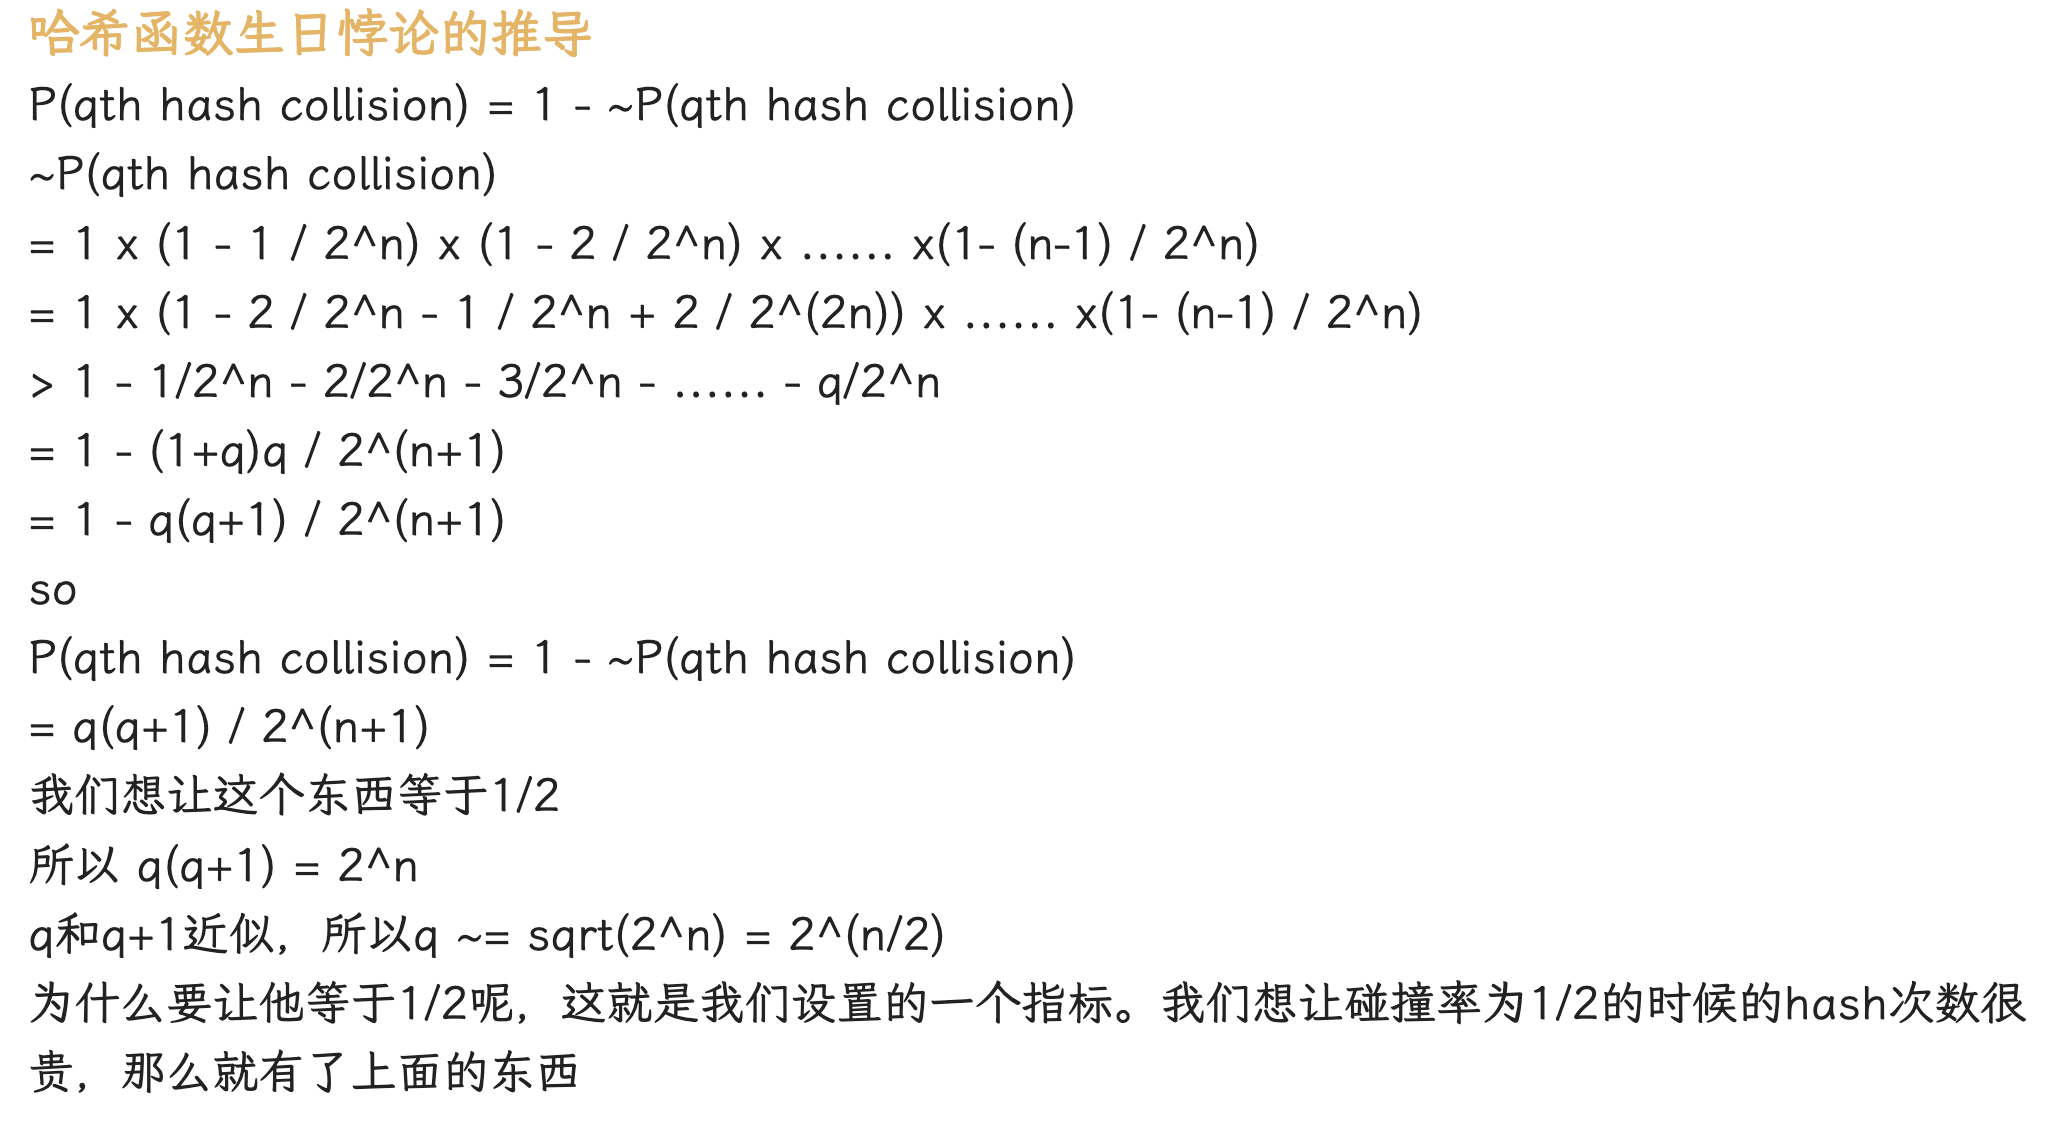 哈希函数生日悖论的推导
P(qth hash collision) = 1 - ~P(qth hash collision)
~P(qth hash collision)
= 1 x (1 - 1 / 2^n) x (1 - 2 / 2^n) x ...... x(1- (n-1) / 2^n)
= 1 x (1 - 2 / 2^n - 1 / 2^n + 2 / 2^(2n)) x ...... x(1- (n-1) / 2^n)
> 1 - 1/2^n - 2/2^n - 3/2^n - ...... - q/2^n
= 1 - (1+q)q / 2^(n+1)
= 1 - q(q+1) / 2^(n+1)
so
P(qth hash collision) = 1 - ~P(qth hash collision)
= q(q+1) / 2^(n+1)
我们想让这个东西等于1/2
所以 q(q+1) = 2^n
q和q+1近似，所以q ~= sqrt(2^n) = 2^(n/2)
为什么要让他等于1/2呢，这就是我们设置的一个指标。我们想让碰撞率为1/2的时候的hash次数很
贵，那么就有了上面的东西